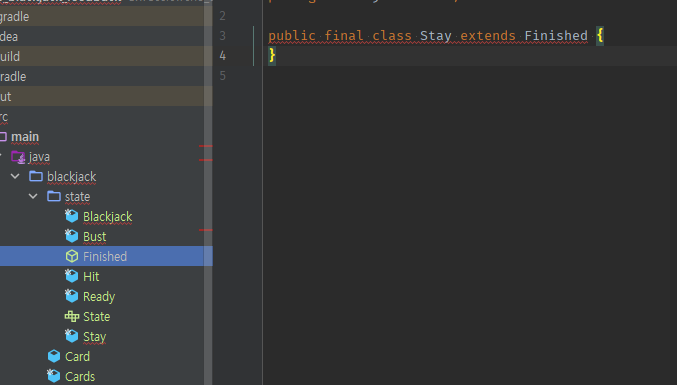 gradle
dea
uild
radle
ut
rc
main
java
blackjack
state
Blackjack
Bust
Finished
Hit
Ready
State
Stay
Card
Cards
2
3 public final class Stay extends Finished {
4 }
5